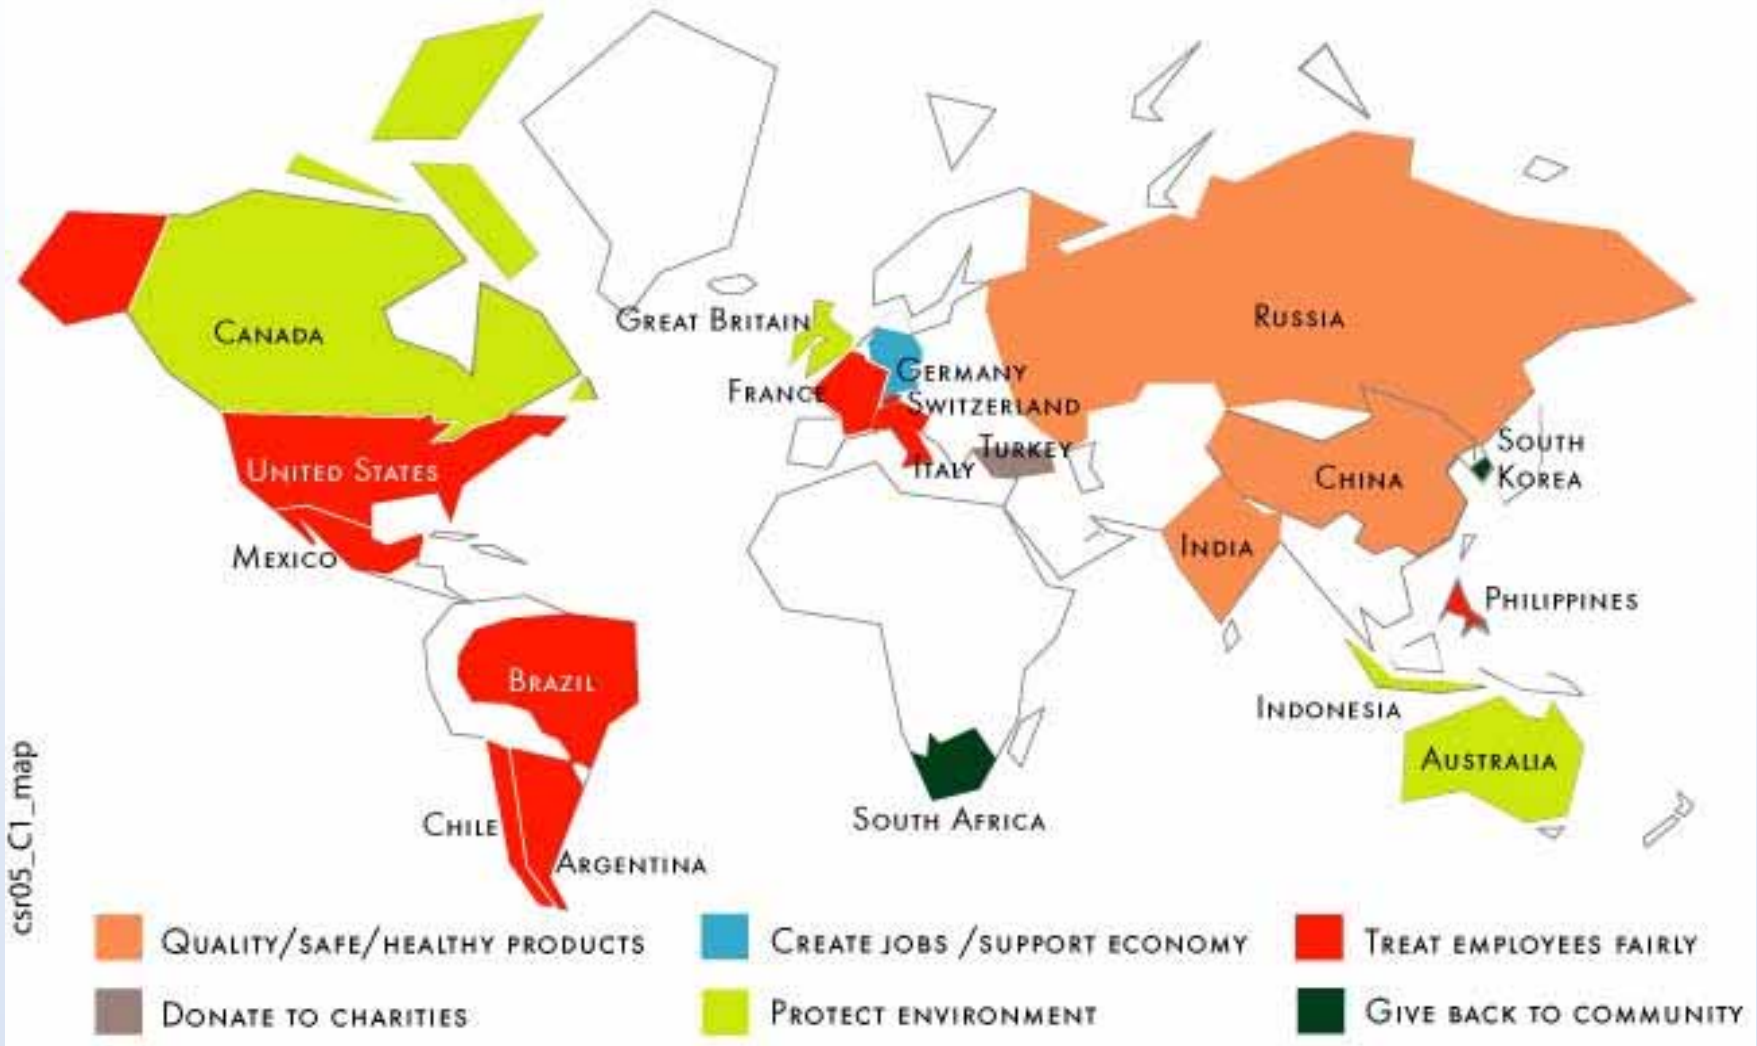 Canada
Great Britain
Russia
Germany
France
Switzerland
Turkey
Italy
South
Korea
China
United States
India
Mexico
Philippines
Brazil
Indonesia
Australia
South Africa
Chile
Argentina
csr05_C1_map
Quality/safe/healthy products
Create jobs /support economy
Treat employees fairly
Donate to charities
Protect environment
Give back to community